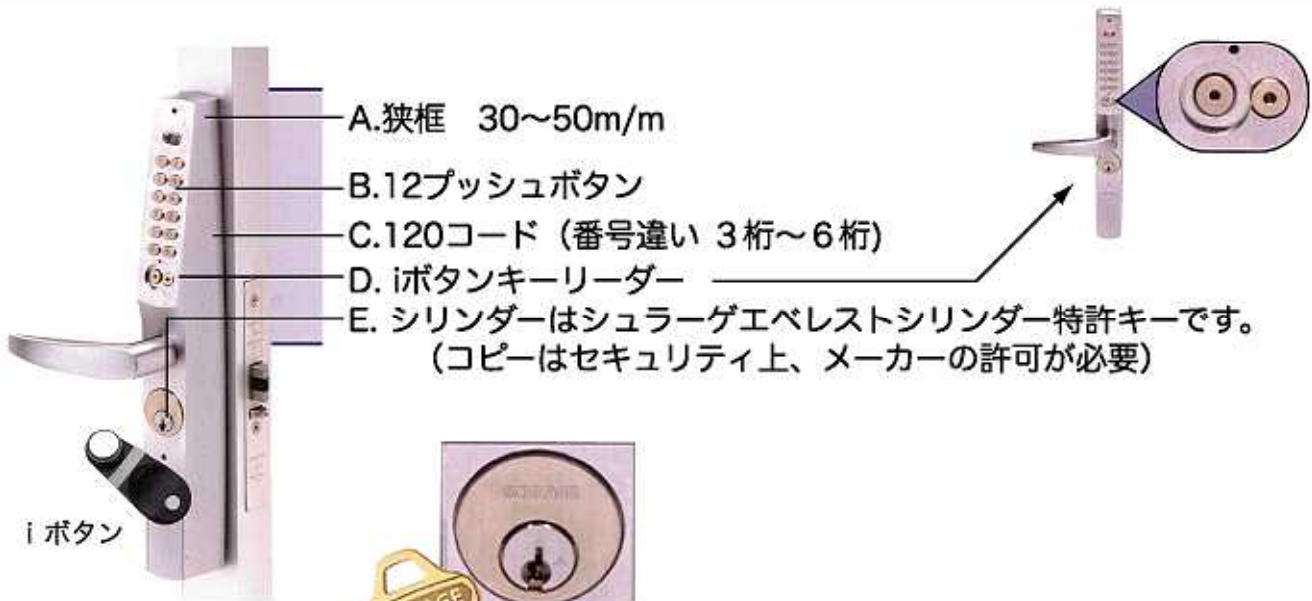 A.狭框　30～50m/m
B.12プッシュボタン
C.120コード（番号違い ３桁～６桁)
D. iボタンキーリーダー
E. シリンダーはシュラーゲエベレストシリンダー特許キーです。
（コピーはセキュリティ上、メーカーの許可が必要）
i ボタン